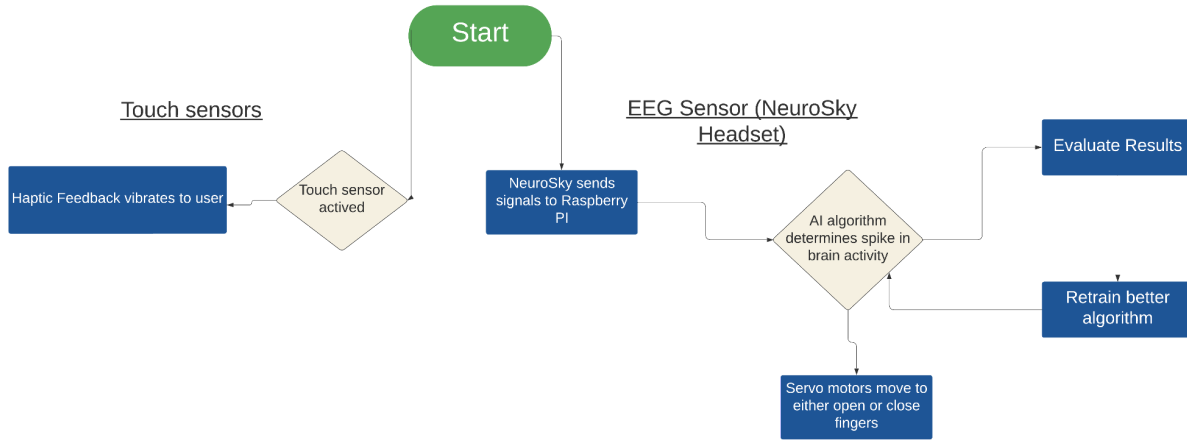 Start
Touch sensors
Haptic Feedback vibrates to user
Touch sensor
actived
EEG Sensor (NeuroSky
Headset)
NeuroSky sends
signals to Raspberry
PI
AI algorithm
determines spike in
brain activity
Evaluate Results
Retrain better
algorithm
Servo motors move to
either open or close
fingers